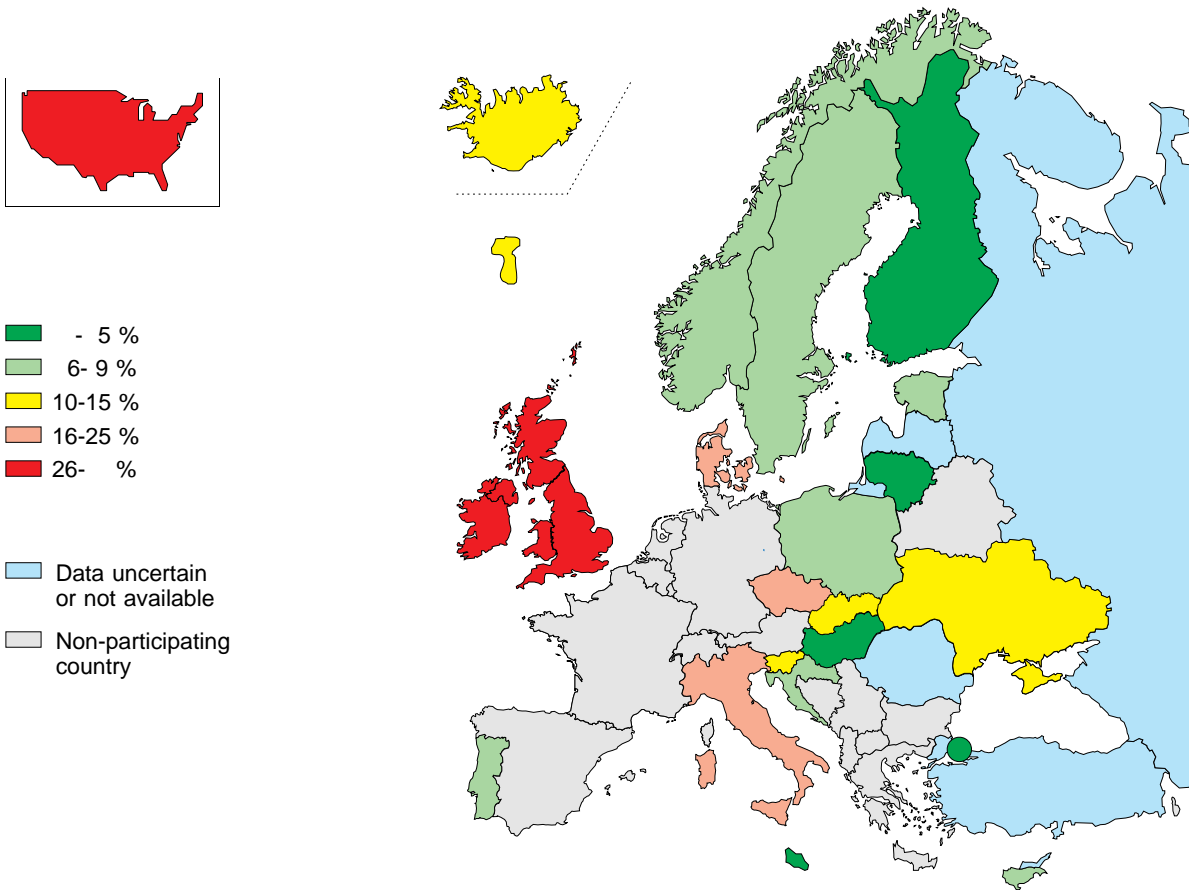 - 5 %
6- 9 %
10-15 %
16-25 %
26- %
Data uncertain
or not available
Non-participating
country